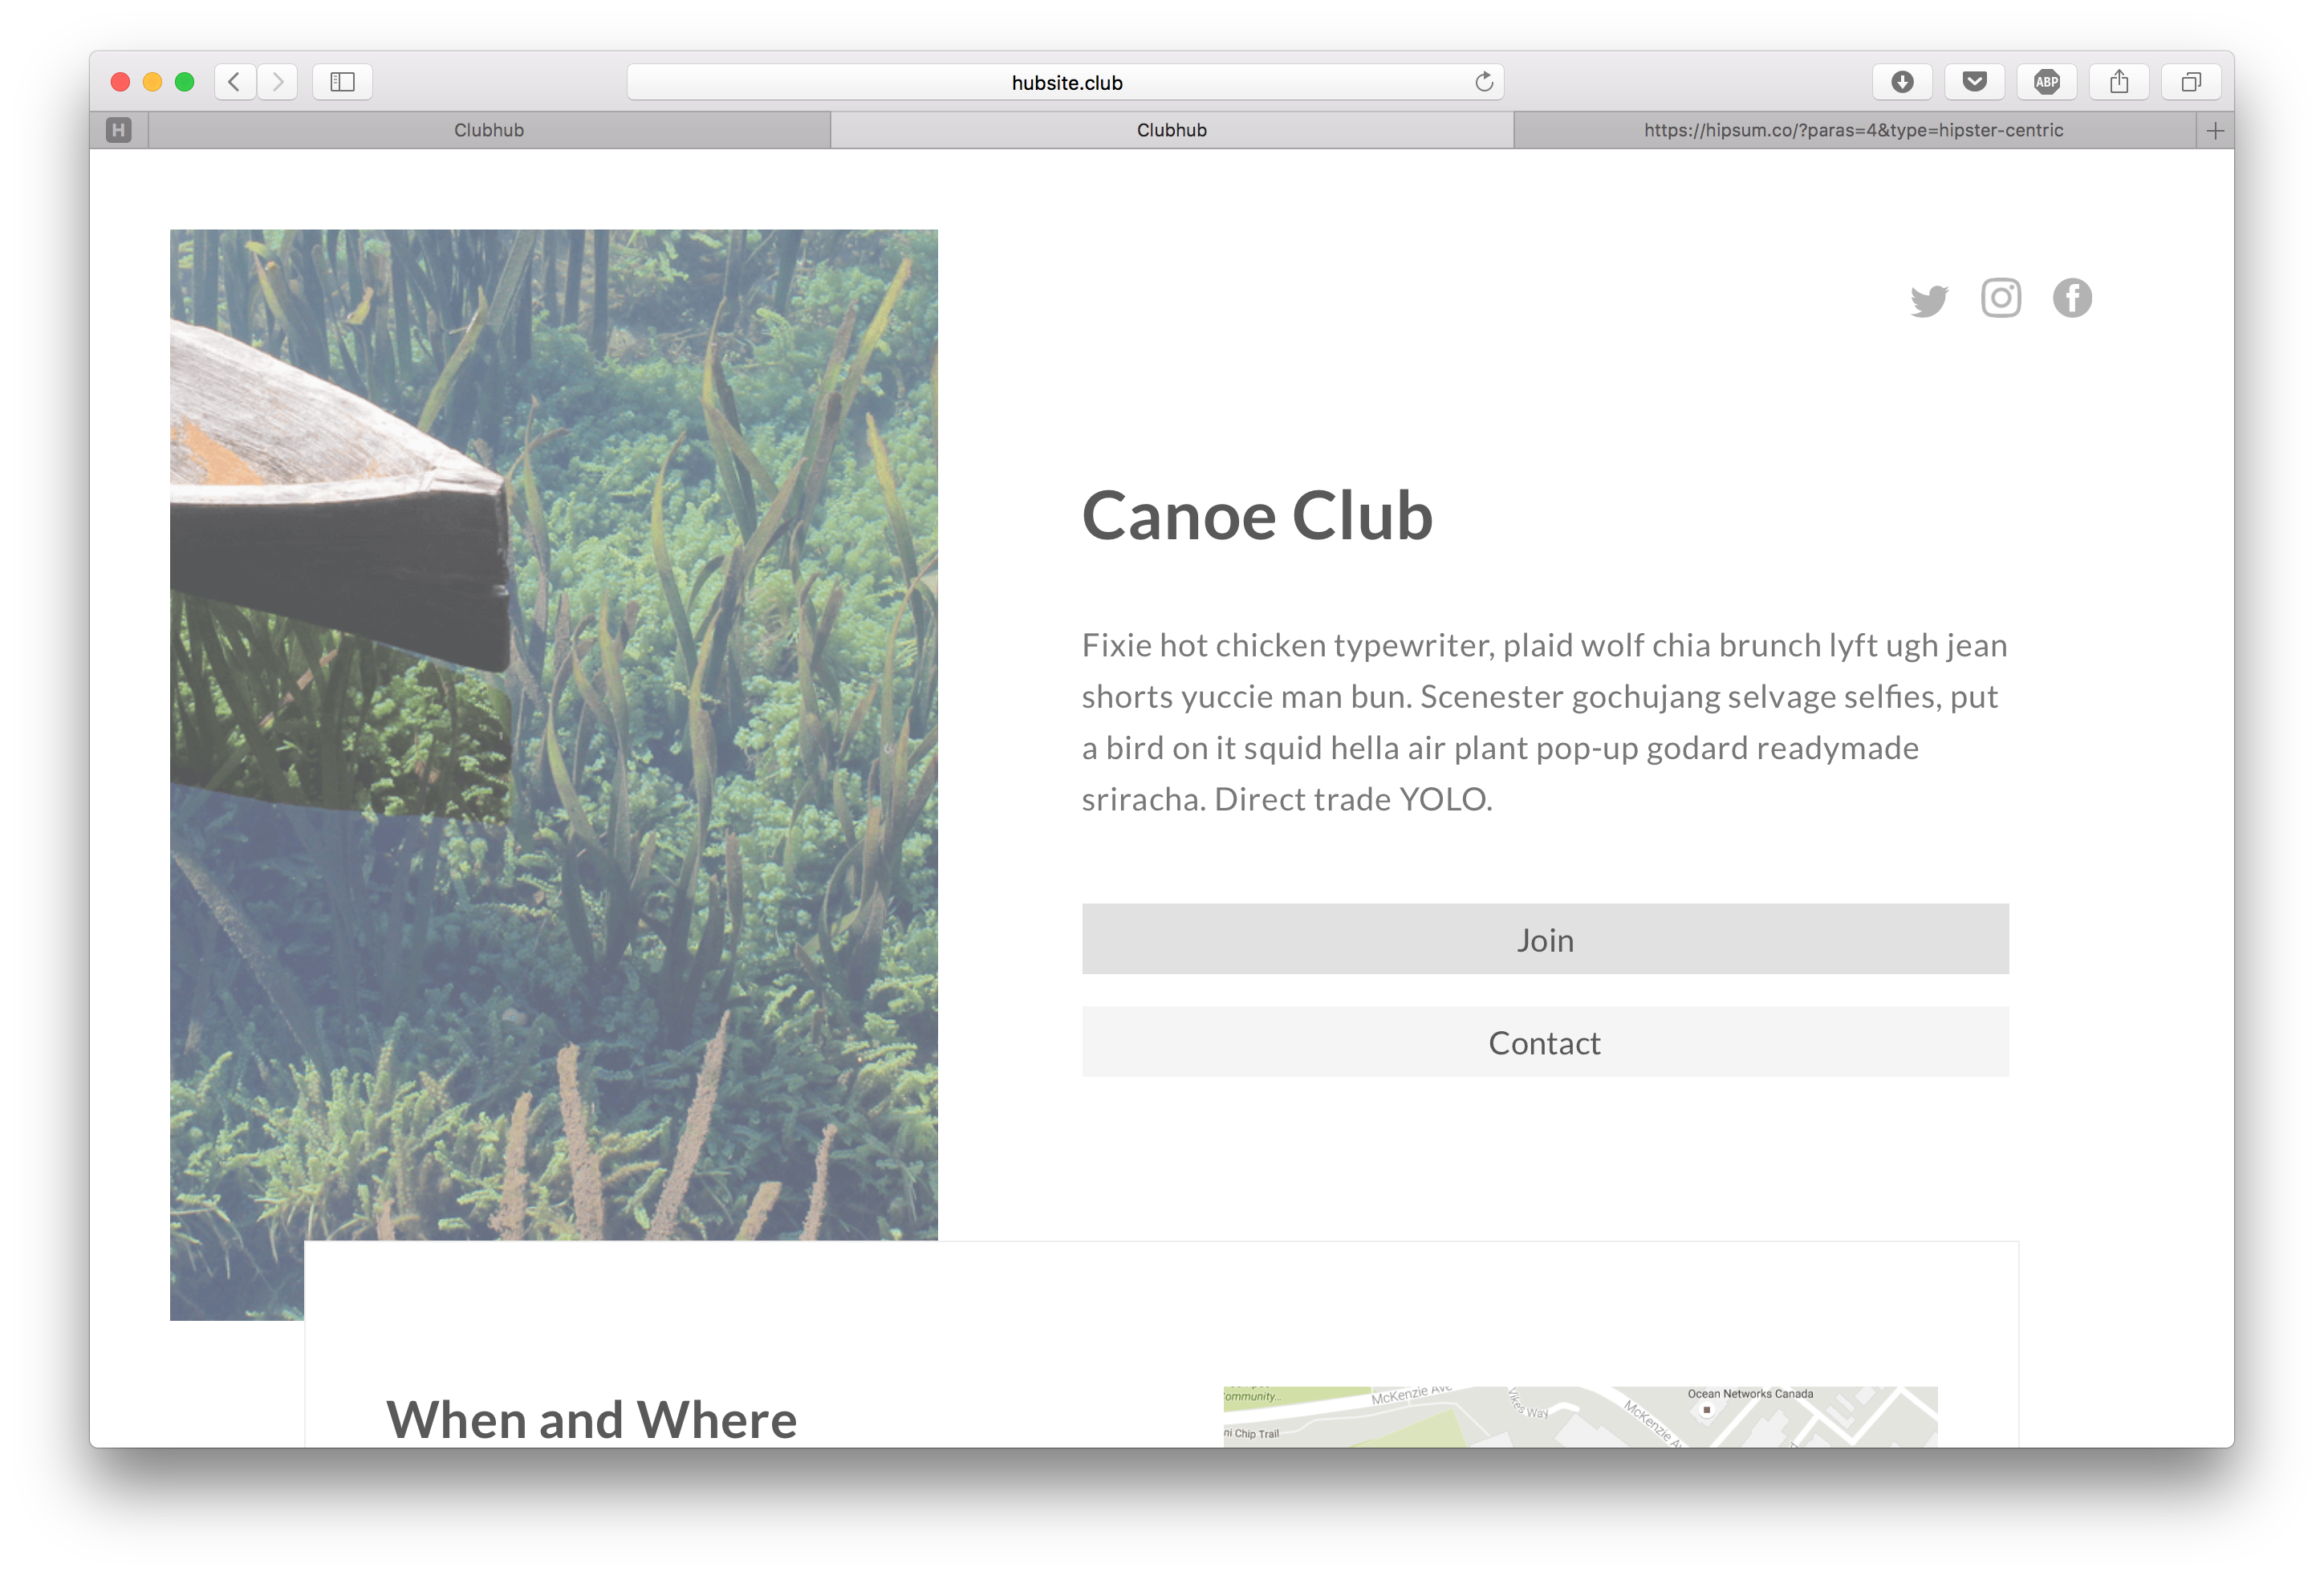 hubsite.club
ABP
H
Clubhub
Clubhub
https://hipsum.co/?paras=4&type=hipster-centric
Canoe Club
Fixie hot chicken typewriter, plaid wolf chia brunch lyft ugh jean
shorts yuccie man bun. Scenester gochujang selvage selfies, put
a bird on it squid hella air plant pop-up godard readymade
sriracha. Direct trade YOLO.
Join
Contact
When and Where
ommunity...
McKenzie Ave
Vikes Way
McKenzie A
Ocean Networks Canada
ni Chip Trail